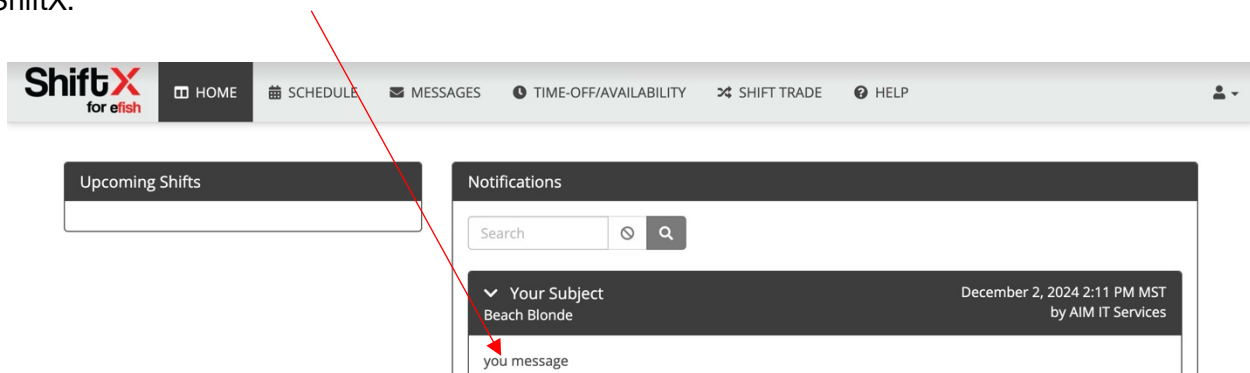 ShiftX.
ShiftX
for efish
HOME
SCHEDULE
MESSAGES
TIME-OFF/AVAILABILITY
SHIFT TRADE
HELP
Upcoming Shifts
Notifications
Search
Your Subject
December 2, 2024 2:11 PM MST
Beach Blonde
by AIM IT Services
you message